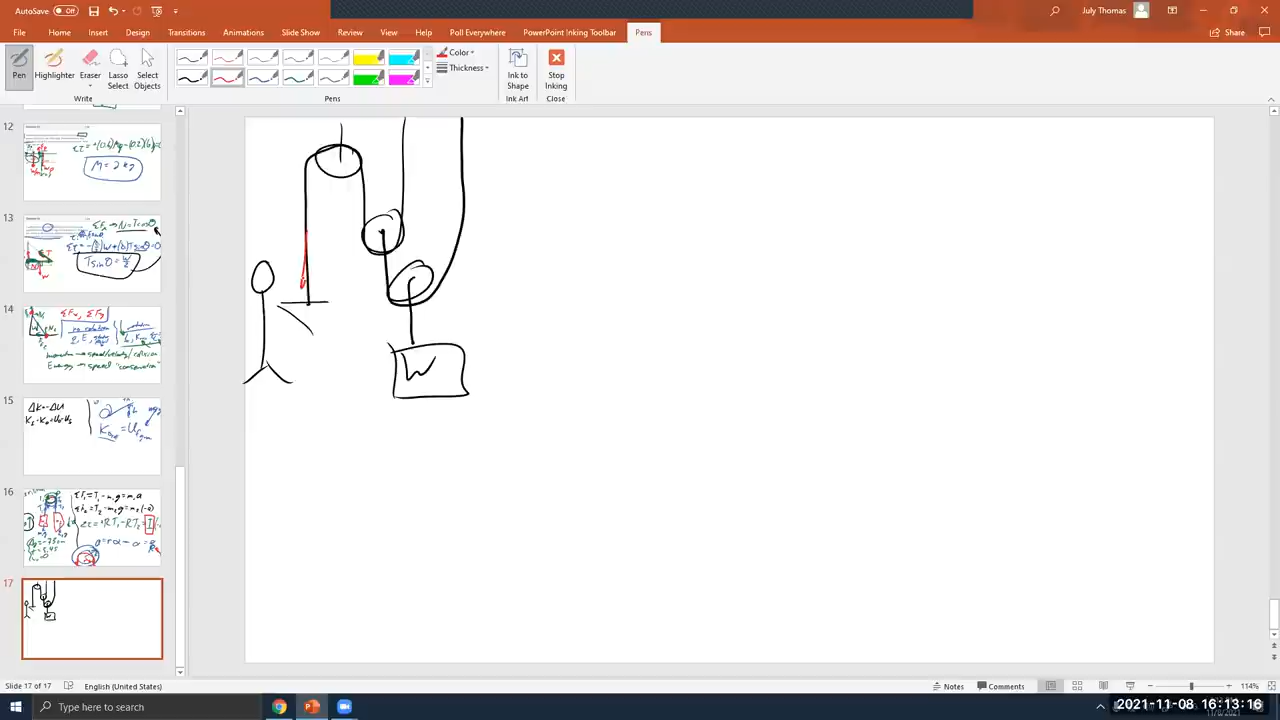 AutoSave Off
Judy Thomas
File Home Insert Design Transitions Animations Slide Show Review View Help Poll Everywhere PowerPoint Inking Toolbar Pens Share
Pen Highlighter Eraser Lasso Select Select Objects
Color
Thickness
Ink to Shape
Stop Inking
Write Pens Ink Art Close
12
M = 2 kg
13
14
15
16
17
W
Slide 17 of 17 English (United States) Notes Comments 114%
Type here to search
2021-11-08 16:13:16